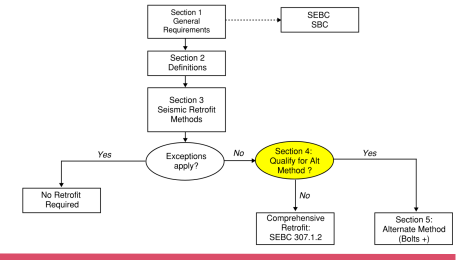 Section 1
General
Requirements
SEBC
SBC
Section 2
Definitions
Section 3
Seismic Retrofit
Methods
Exceptions
apply?
Yes
No
Section 4:
Qualify for Alt
Method ?
Yes
No
No Retrofit
Required
Comprehensive
Retrofit:
SEBC 307.1.2
Section 5:
Alternate Method
(Bolts +)